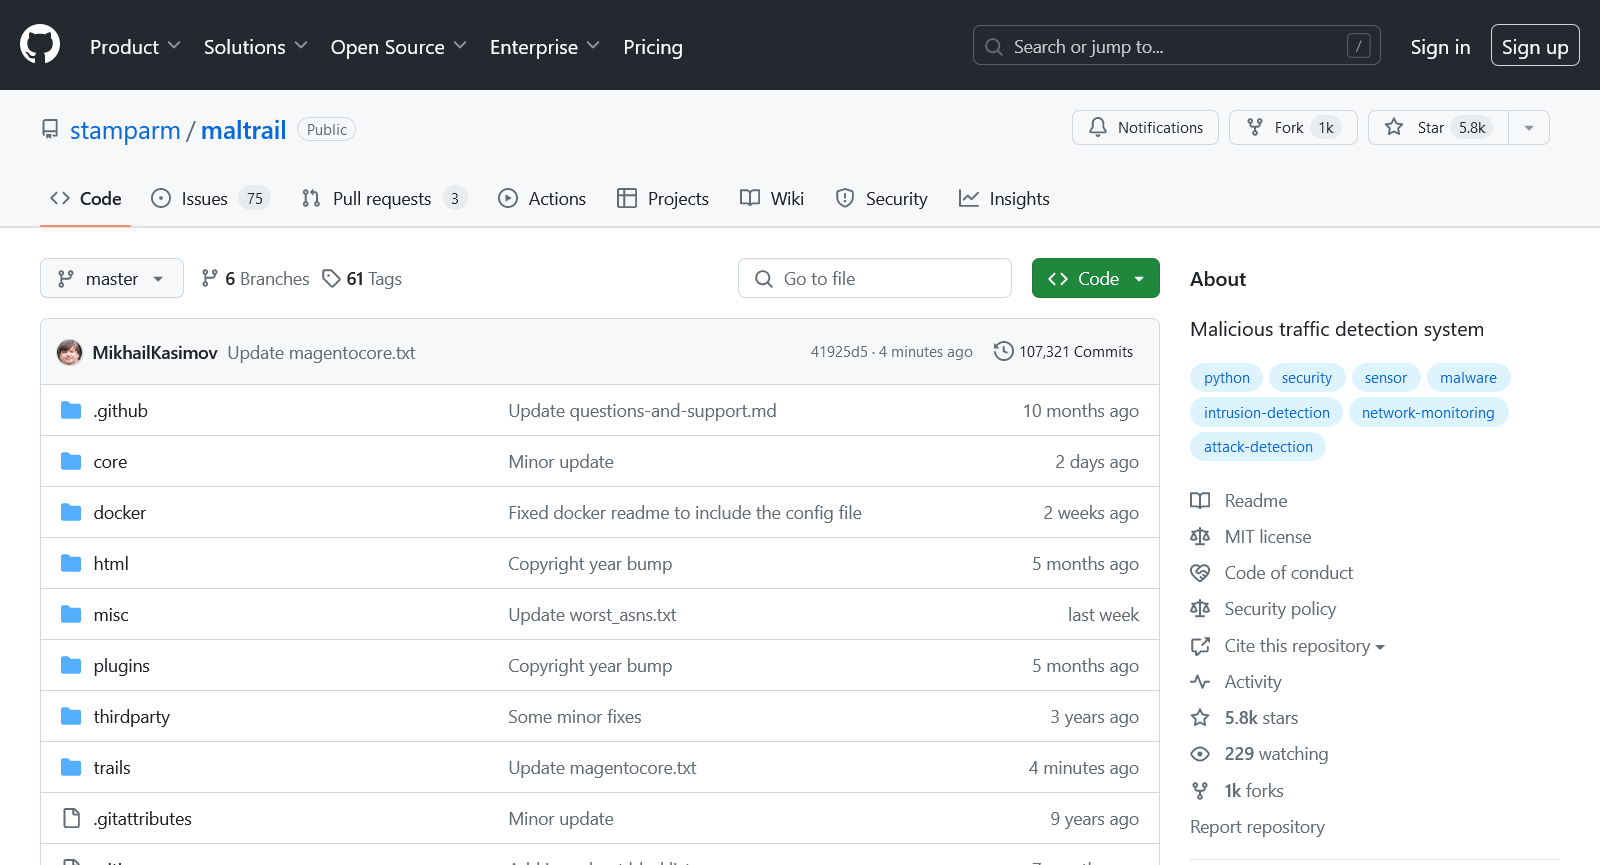 Product Solutions Open Source Enterprise Pricing Search or jump to... / Sign in Sign up
stamparm / maltrail Public Notifications Fork 1k Star 5.8k
Code Issues 75 Pull requests 3 Actions Projects Wiki Security Insights
master 6 Branches 61 Tags Go to file Code
MikhailKasimov Update magentocore.txt 41925d5 · 4 minutes ago 107,321 Commits
.github Update questions-and-support.md 10 months ago
core Minor update 2 days ago
docker Fixed docker readme to include the config file 2 weeks ago
html Copyright year bump 5 months ago
misc Update worst_asns.txt last week
plugins Copyright year bump 5 months ago
thirdparty Some minor fixes 3 years ago
trails Update magentocore.txt 4 minutes ago
.gitattributes Minor update 9 years ago
About
Malicious traffic detection system
python security sensor malware
intrusion-detection network-monitoring
attack-detection
Readme
MIT license
Code of conduct
Security policy
Cite this repository
Activity
5.8k stars
229 watching
1k forks
Report repository